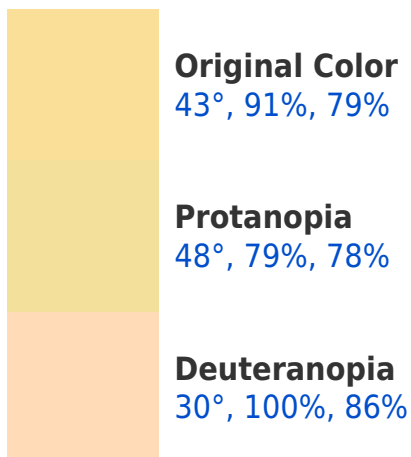 Original Color
43°, 91%, 79%
Protanopia
48°, 79%, 78%
Deuteranopia
30°, 100%, 86%